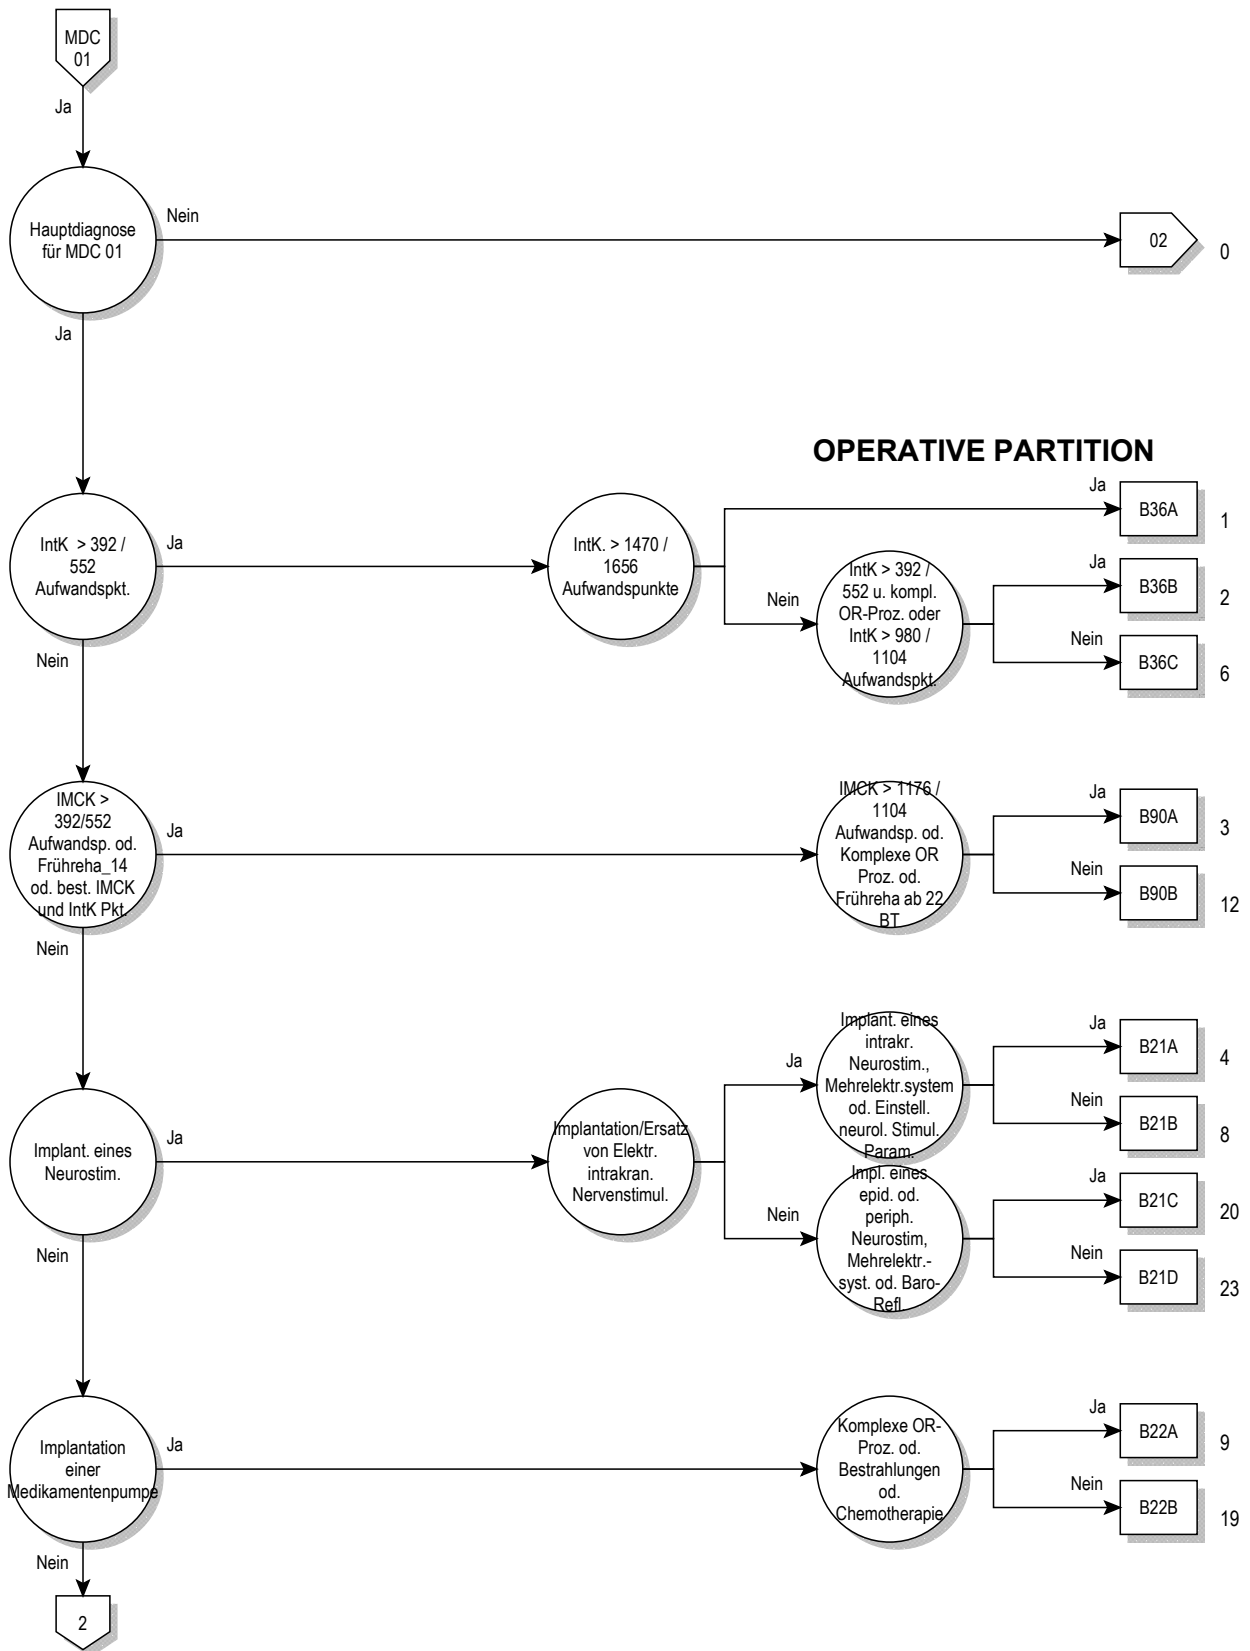 MDC
01
Ja
Hauptdiagnose
für MDC 01
Nein
02
0
Ja
OPERATIVE PARTITION
IntK > 392 /
552
Aufwandspkt.
Ja
IntK. > 1470 /
1656
Aufwandspunkte
Ja
B36A
1
Nein
IntK > 392 /
552 u. kompl.
OR-Proz. oder
IntK > 980 /
1104
Aufwandspkt.
Ja
B36B
2
Nein
B36C
6
Nein
IMCK >
392/552
Aufwandsp. od.
Frühreha_14
od. best. IMCK
und IntK Pkt.
Ja
IMCK > 1176 /
1104
Aufwandsp. od.
Komplexe OR
Proz. od.
Frühreha ab 22
BT
Ja
B90A
3
Nein
B90B
12
Nein
Implant. eines
Neurostim.
Ja
Implantation/Ersatz
von Elektr.
intrakran.
Nervenstimul.
Ja
Implant. eines
intrakr.
Neurostim.,
Mehrelektr.system
od. Einstell.
neurol. Stimul.
Param.
Ja
B21A
4
Nein
B21B
8
Nein
Impl. eines
epid. od.
periph.
Neurostim,
Mehrelektr.-
syst. od. Baro-
Refl.
Ja
B21C
20
Nein
B21D
23
Nein
Implantation
einer
Medikamentenpumpe
Ja
Komplexe OR-
Proz. od.
Bestrahlungen
od.
Chemotherapie
Ja
B22A
9
Nein
B22B
19
Nein
2